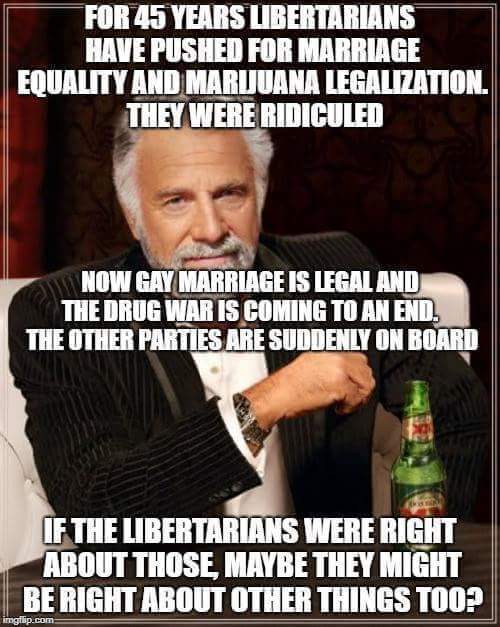 FOR 45 YEARS LIBERTARIANS
HAVE PUSHED FOR MARRIAGE
EQUALITY AND MARIJUANA LEGALIZATION.
THEY WERE RIDICULED
NOW GAY MARRIAGE IS LEGAL AND
THE DRUG WAR IS COMING TO AN END.
THE OTHER PARTIES ARE SUDDENLY ON BOARD
XX
IF THE LIBERTARIANS WERE RIGHT
ABOUT THOSE, MAYBE THEY MIGHT
BE RIGHT ABOUT OTHER THINGS TOO?
imgflip.com